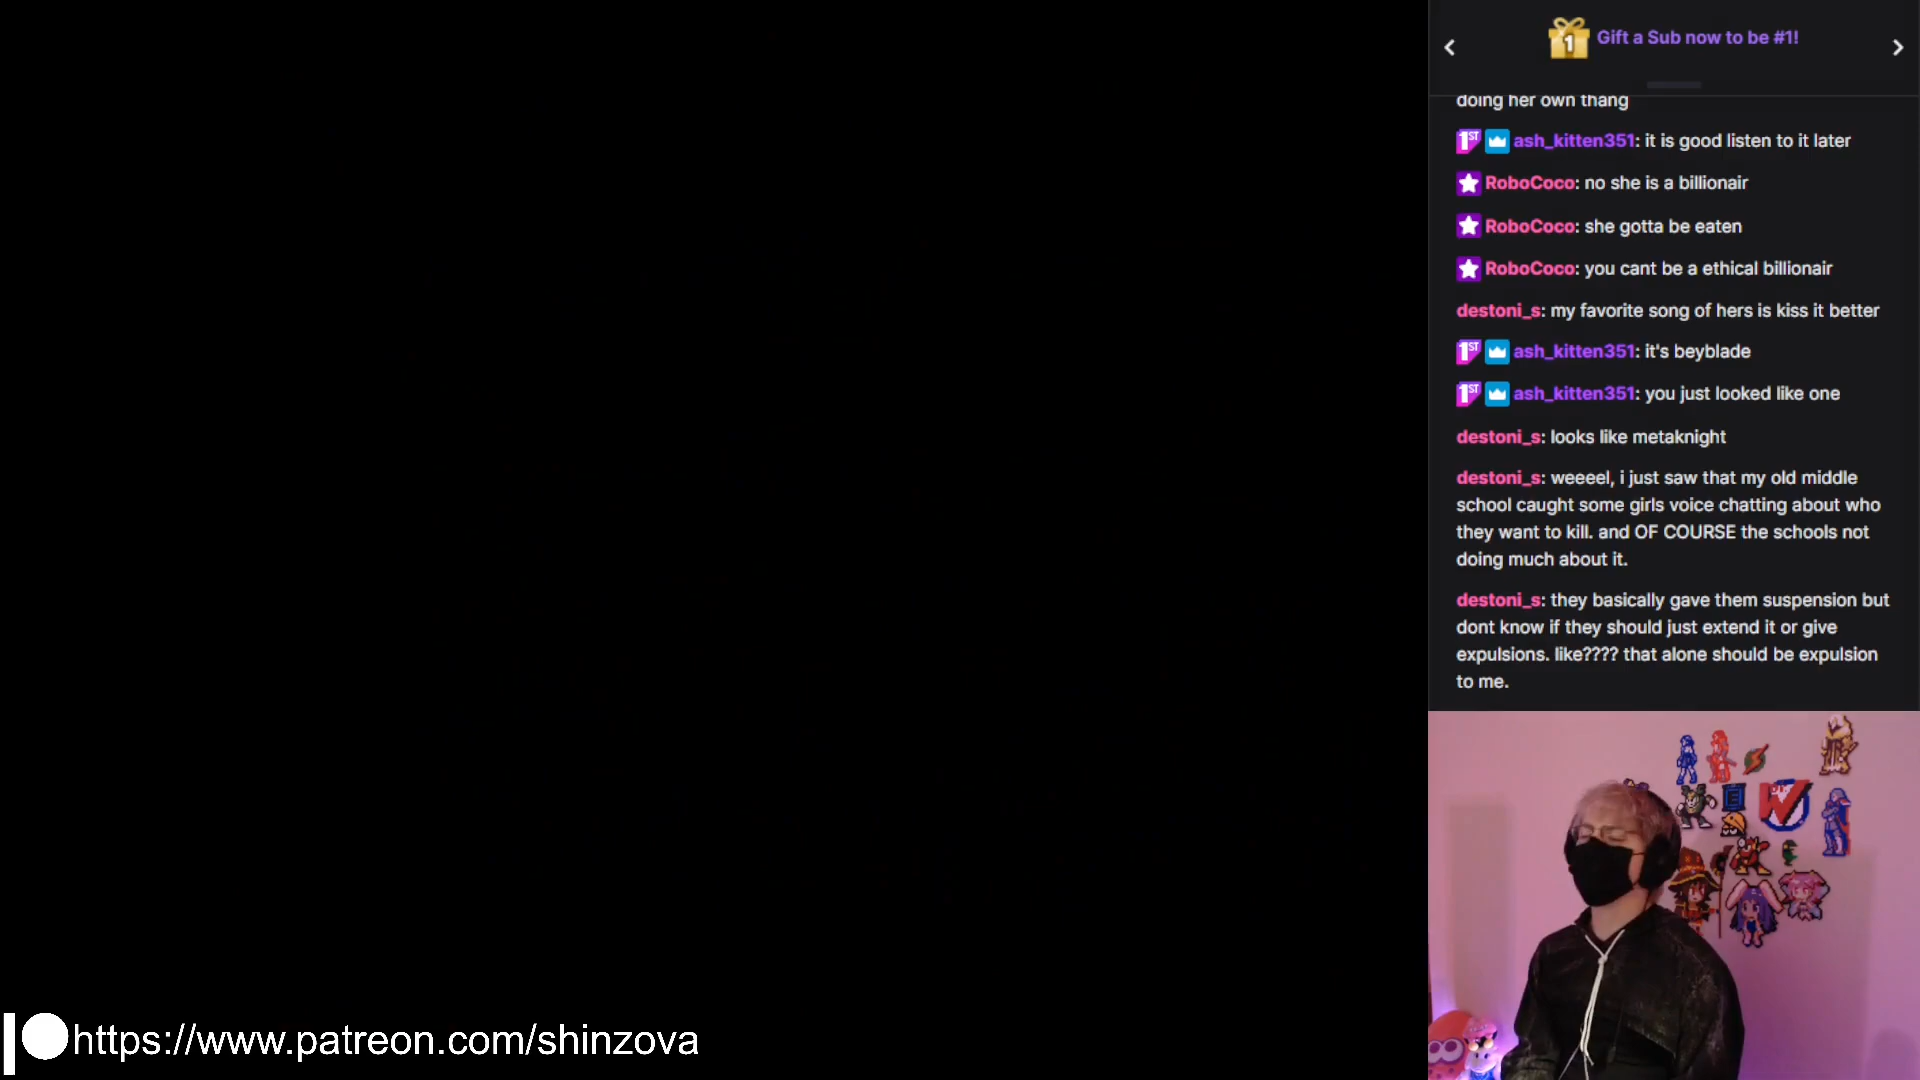 Gift a Sub now to be #1!
doing her own thang
ash_kitten351: it is good listen to it later
RoboCoco: no she is a billionair
RoboCoco: she gotta be eaten
RoboCoco: you cant be a ethical billionair
destoni_s: my favorite song of hers is kiss it better
ash_kitten351: it's beyblade
ash_kitten351: you just looked like one
destoni_s: looks like metaknight
destoni_s: weeeel, i just saw that my old middle
school caught some girls voice chatting about who
they want to kill. and OF COURSE the schools not
doing much about it.
destoni_s: they basically gave them suspension but
dont know if they should just extend it or give
expulsions. like???? that alone should be expulsion
to me.
https://www.patreon.com/shinzova